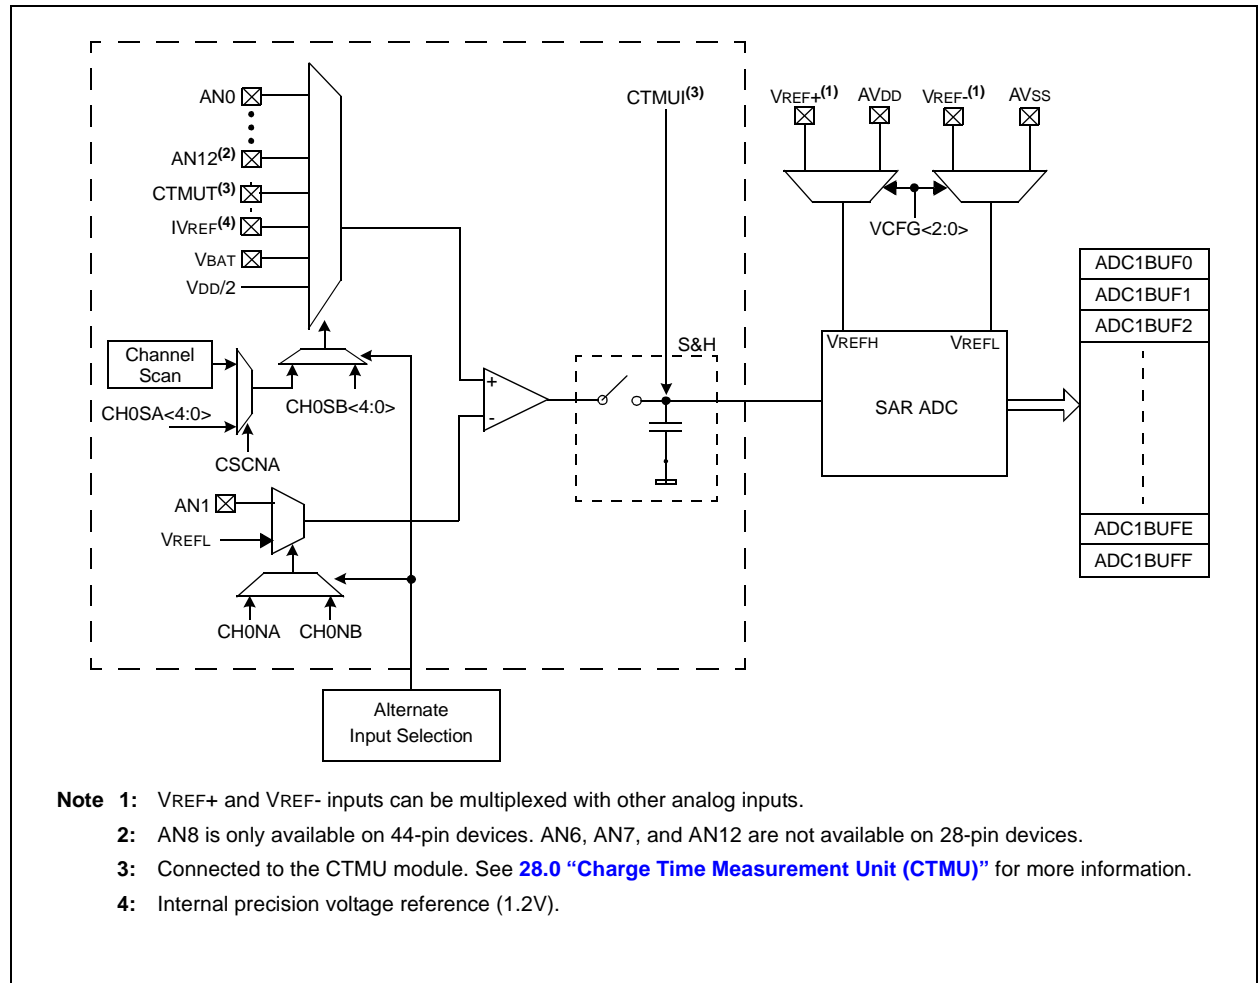 AN0
AN12(2)
CTMUT(3)
IVREF(4)
VBAT
VDD/2
Channel
Scan
CH0SA<4:0>
CSCNA
CH0SB<4:0>
AN1
VREFL
CH0NA
CH0NB
Alternate
Input Selection
+
-
CTMUI(3)
S&H
VREF+(1)
AVDD
VREF-(1)
AVSS
VCFG<2:0>
VREFH
VREFL
SAR ADC
ADC1BUF0
ADC1BUF1
ADC1BUF2
ADC1BUFE
ADC1BUFF
Note 1: VREF+ and VREF- inputs can be multiplexed with other analog inputs.
2: AN8 is only available on 44-pin devices. AN6, AN7, and AN12 are not available on 28-pin devices.
3: Connected to the CTMU module. See 28.0 “Charge Time Measurement Unit (CTMU)” for more information.
4: Internal precision voltage reference (1.2V).